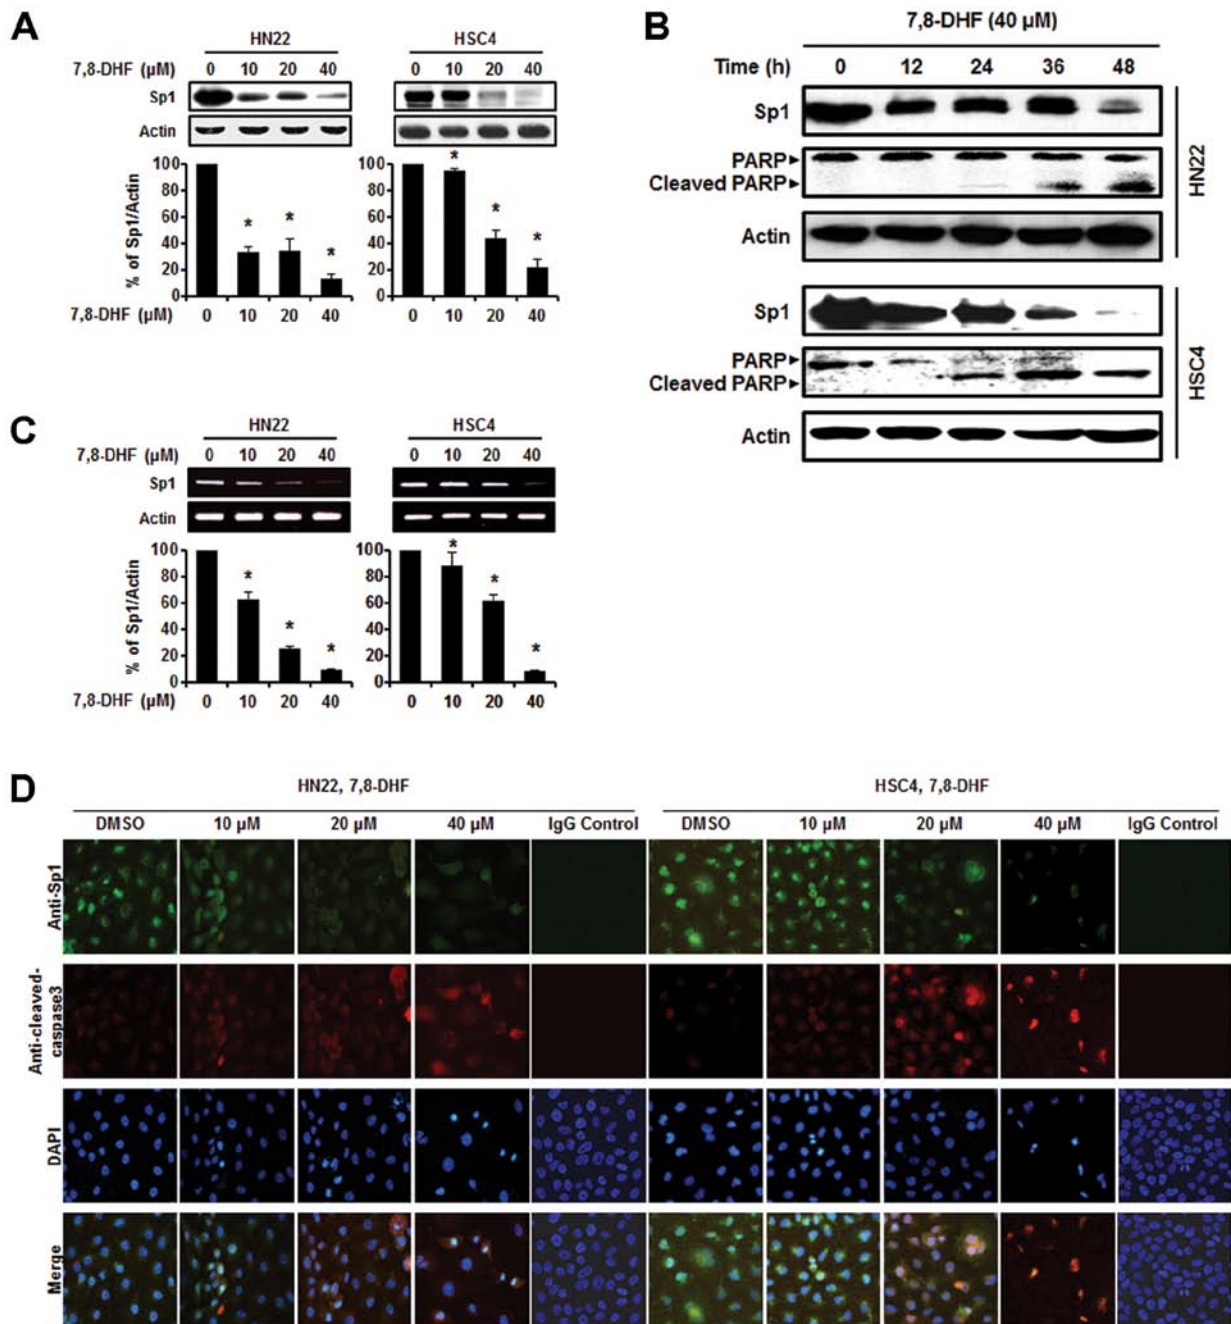 A
HN22 HSC4
7,8-DHF (µM) 0 10 20 40 0 10 20 40
Sp1
Actin
% of Sp1/Actin
100 100
80 80
60 60
40 40
20 20
0 0
* * * * * *
7,8-DHF (µM) 0 10 20 40 0 10 20 40
B
7,8-DHF (40 µM)
Time (h) 0 12 24 36 48
Sp1
PARP
Cleaved PARP
Actin
HN22
Sp1
PARP
Cleaved PARP
Actin
HSC4
C
HN22 HSC4
7,8-DHF (µM) 0 10 20 40 0 10 20 40
Sp1
Actin
% of Sp1/Actin
100 100
80 80
60 60
40 40
20 20
0 0
* * * * * *
7,8-DHF (µM) 0 10 20 40 0 10 20 40
D
HN22, 7,8-DHF HSC4, 7,8-DHF
DMSO 10 µM 20 µM 40 µM IgG Control DMSO 10 µM 20 µM 40 µM IgG Control
Anti-Sp1
Anti-cleaved-
caspase3
DAPI
Merge